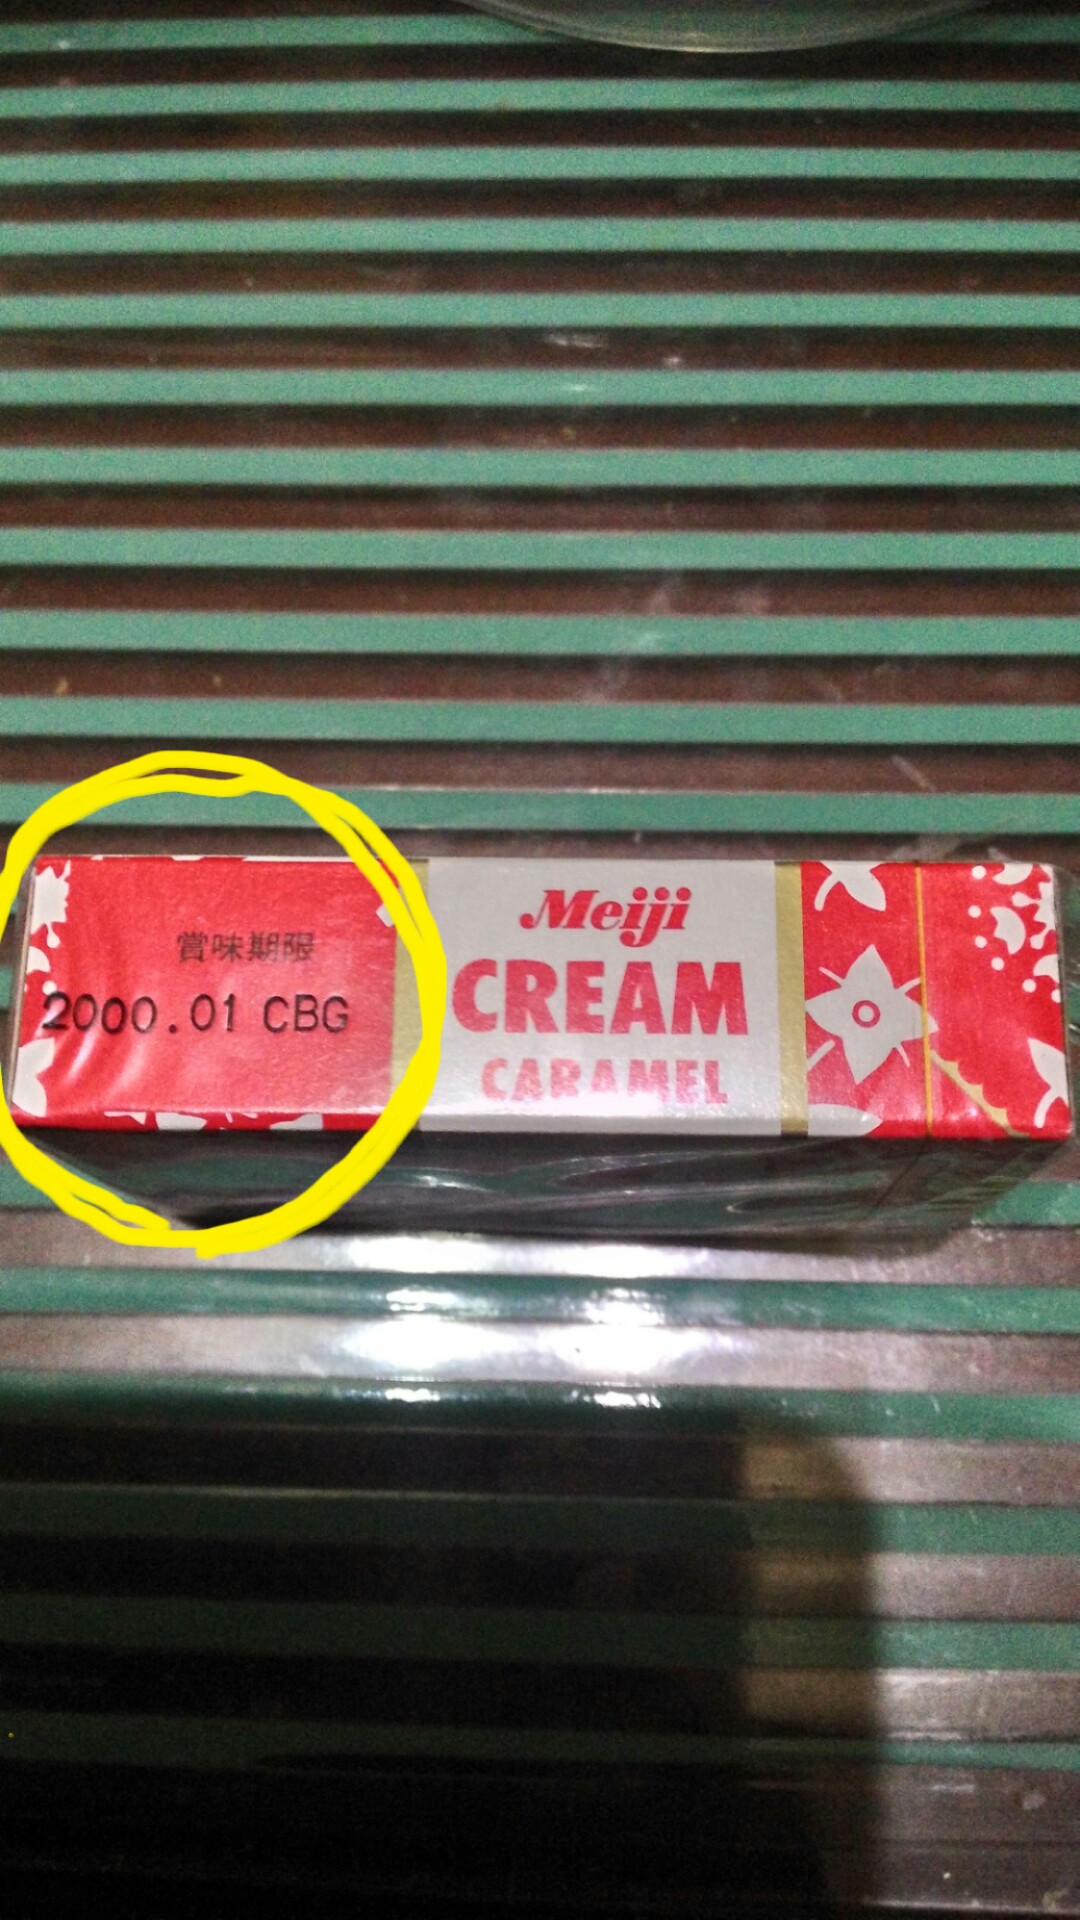 賞味期限
2000.01 CBG
Meiji
CREAM
CARAMEL